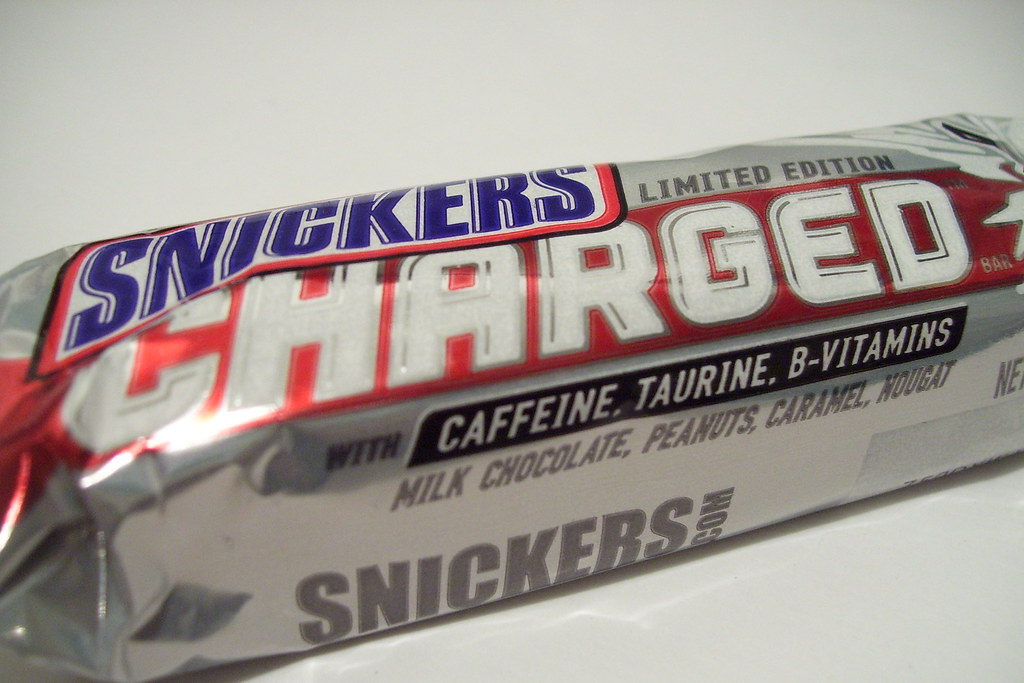 SNICKERS
LIMITED EDITION
CHARGED
BAR
WITH CAFFEINE, TAURINE, B-VITAMINS
MILK CHOCOLATE, PEANUTS, CARAMEL, NOUGAT
SNICKERS.COM